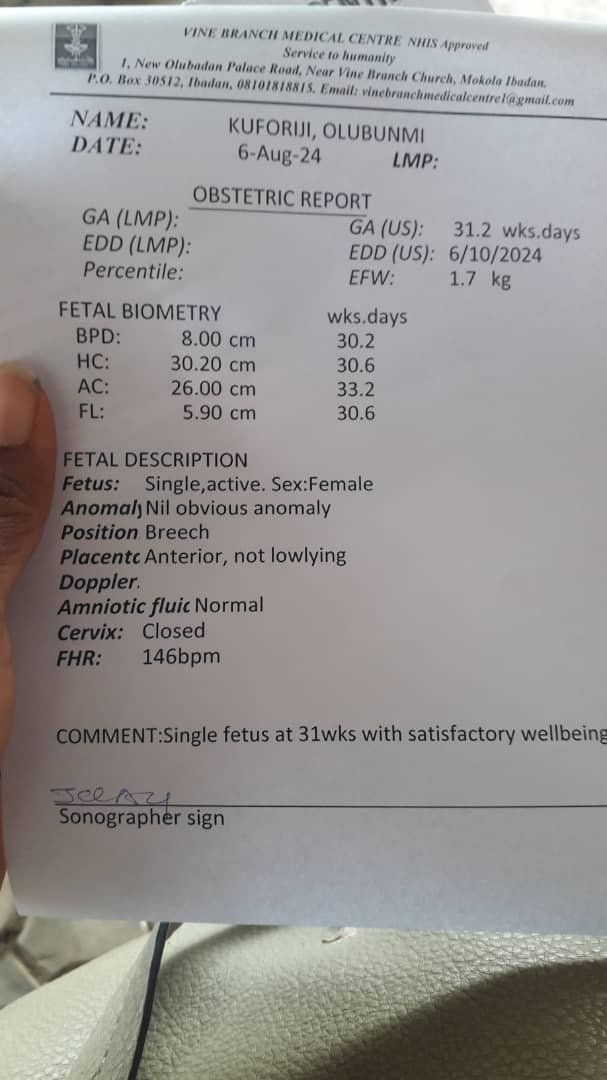 VINE BRANCH MEDICAL CENTRE NHIS Approved
Service to humanity
1, New Olubadan Palace Road, Near Vine Branch Church, Mokola Ibadan.
P.O. Box 30512, Ibadan, 08101818815. Email: vinebranchmedicalcentre1@gmail.com
NAME: KUFORIJI, OLUBUNMI
DATE: 6-Aug-24 LMP:
OBSTETRIC REPORT
GA (LMP): GA (US): 31.2 wks.days
EDD (LMP): EDD (US): 6/10/2024
Percentile: EFW: 1.7 kg
FETAL BIOMETRY wks.days
BPD: 8.00 cm 30.2
HC: 30.20 cm 30.6
AC: 26.00 cm 33.2
FL: 5.90 cm 30.6
FETAL DESCRIPTION
Fetus: Single,active. Sex:Female
Anomaly Nil obvious anomaly
Position Breech
Placenta Anterior, not lowlying
Doppler.
Amniotic fluid Normal
Cervix: Closed
FHR: 146bpm
COMMENT:Single fetus at 31wks with satisfactory wellbeing
Sonographer sign